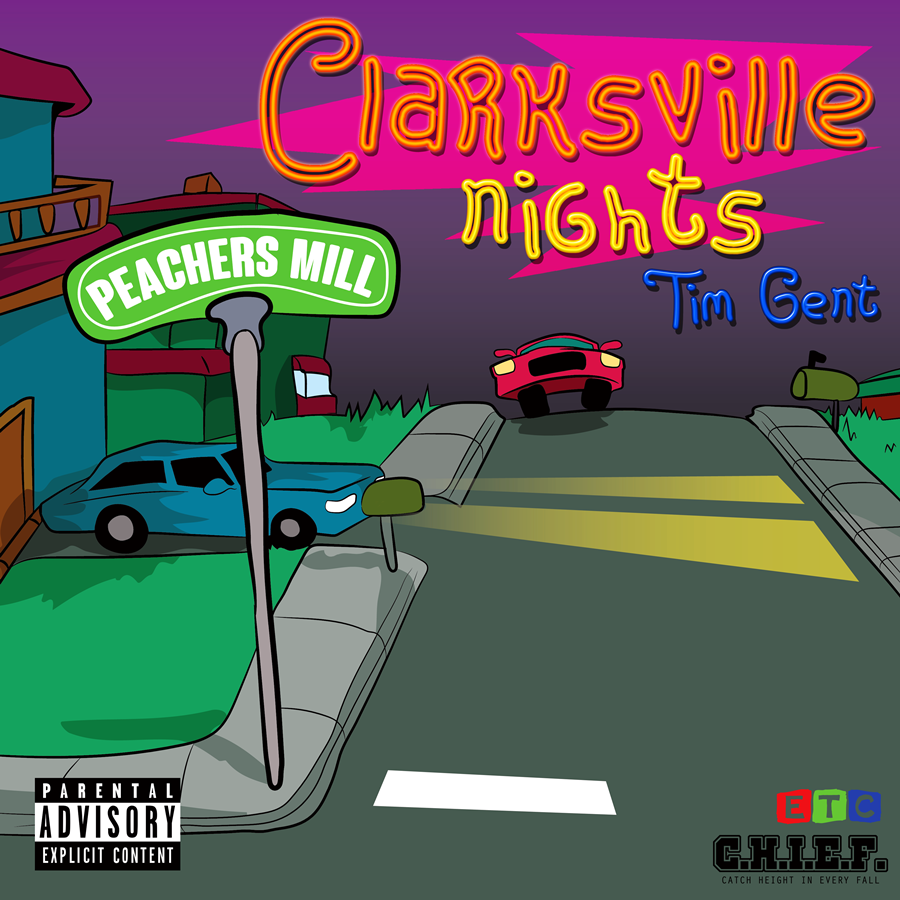 Clarksville
nights
Tim Gent
PEACHERS MILL
PARENTAL
ADVISORY
EXPLICIT CONTENT
ETC
C.H.I.E.F.
CATCH HEIGHT IN EVERY FALL